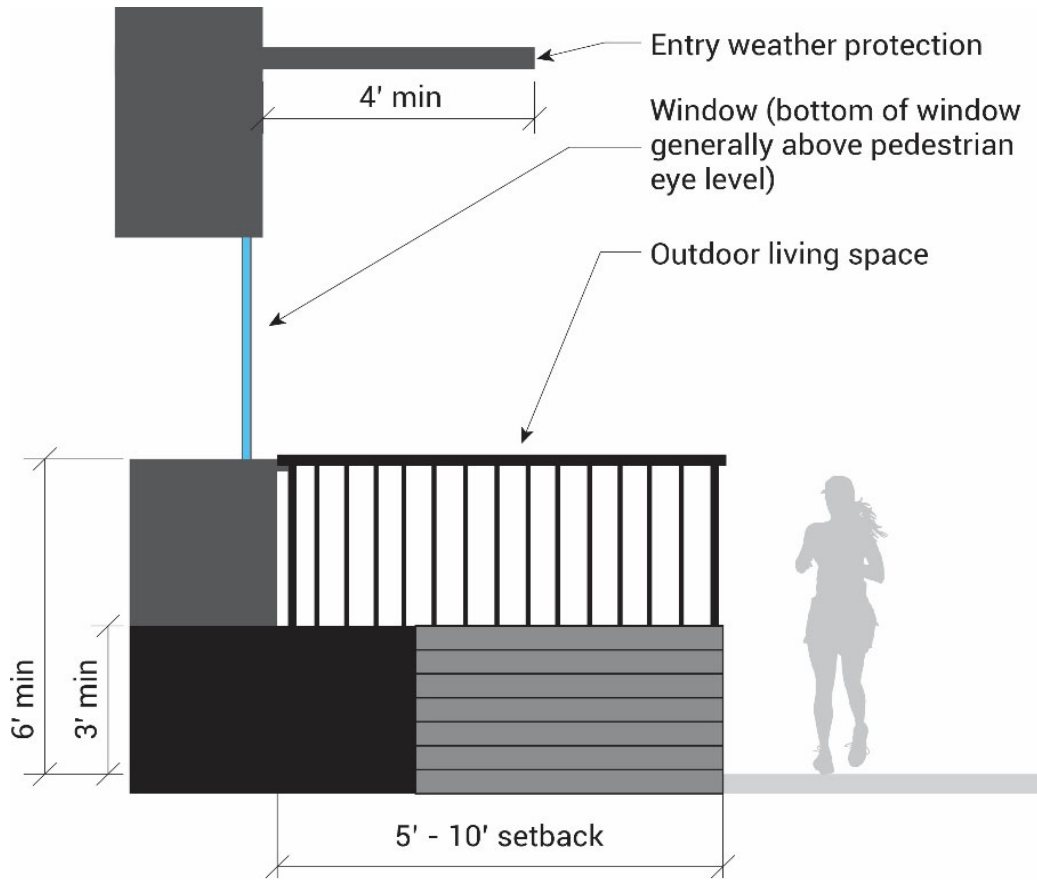 Entry weather protection
4' min
Window (bottom of window
generally above pedestrian
eye level)
Outdoor living space
6' min
3' min
5' - 10' setback